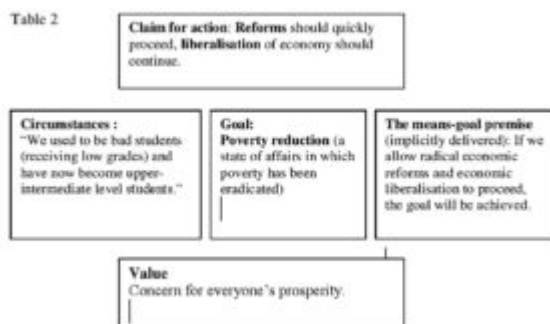 Table 2
Claim for action: Reforms should quickly
proceed, liberalisation of economy should
continue.
Circumstances :
"We used to be bad students
(receiving low grades) and
have now become upper-
intermediate level students."
Goal:
Poverty reduction (a
state of affairs in which
poverty has been
eradicated)
The means-goal premise
(implicitly delivered): If we
allow radical economic
reforms and economic
liberalisation to proceed,
the goal will be achieved.
Value
Concern for everyone's prosperity.